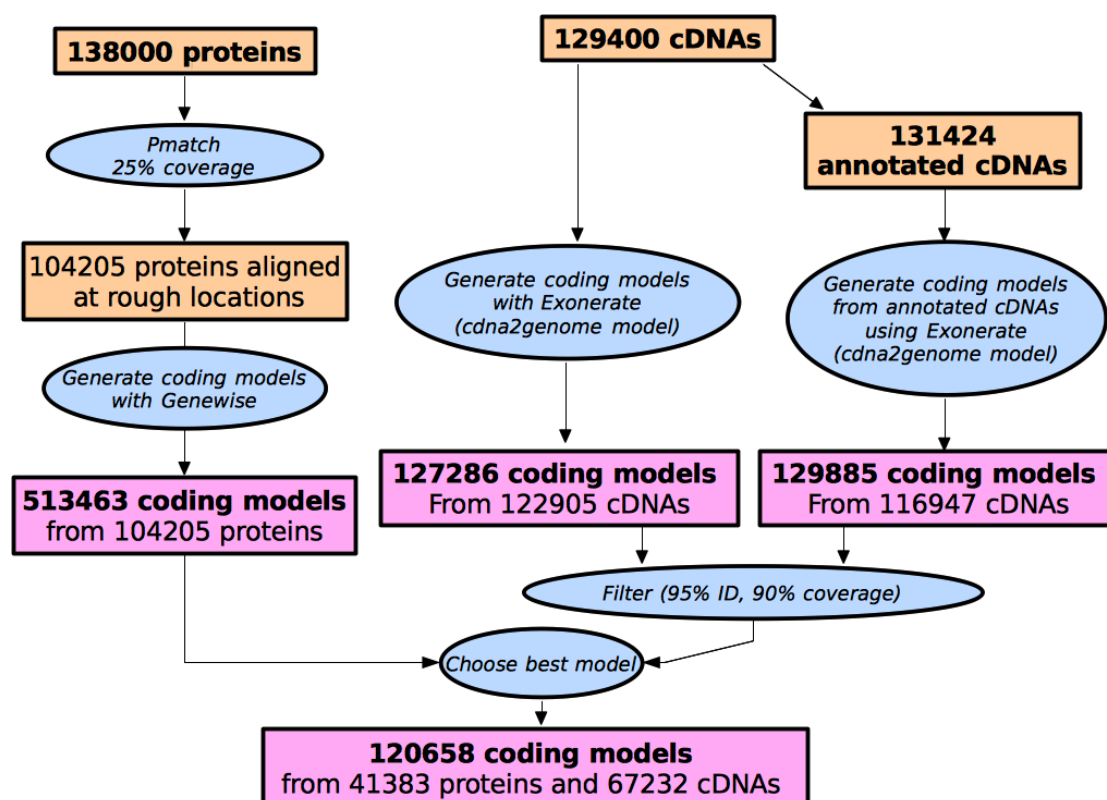 138000 proteins
129400 cDNAs
Pmatch
25% coverage
131424
annotated cDNAs
104205 proteins aligned
at rough locations
Generate coding models
with Exonerate
(cdna2genome model)
Generate coding models
from annotated cDNAs
using Exonerate
(cdna2genome model)
Generate coding models
with Genewise
513463 coding models
from 104205 proteins
127286 coding models
From 122905 cDNAs
129885 coding models
From 116947 cDNAs
Filter (95% ID, 90% coverage)
Choose best model
120658 coding models
from 41383 proteins and 67232 cDNAs